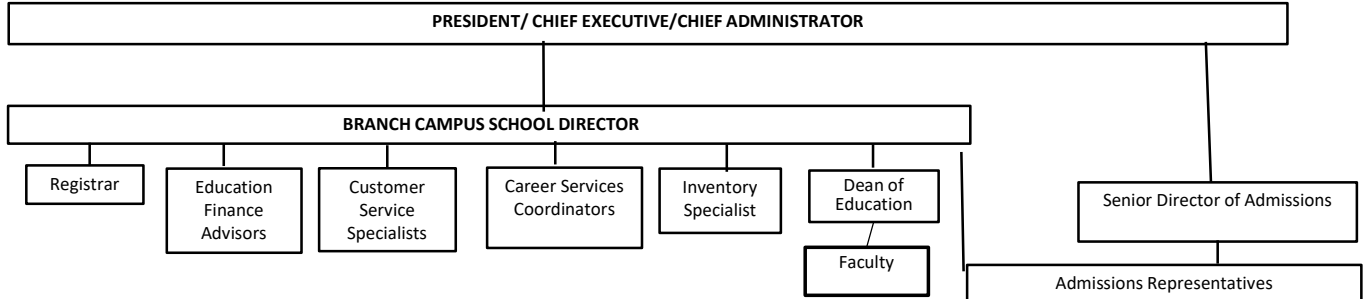 PRESIDENT/ CHIEF EXECUTIVE/CHIEF ADMINISTRATOR
BRANCH CAMPUS SCHOOL DIRECTOR
Registrar
Education
Finance
Advisors
Customer
Service
Specialists
Career Services
Coordinators
Inventory
Specialist
Dean of
Education
Faculty
Senior Director of Admissions
Admissions Representatives